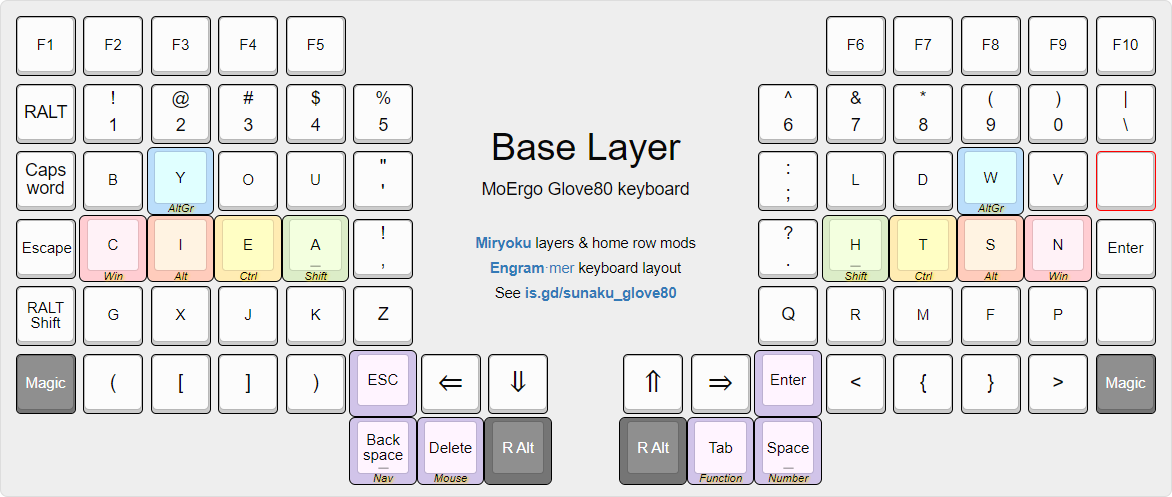 F1 F2 F3 F4 F5 F6 F7 F8 F9 F10
! @ # $ % ^ & * ( ) |
RALT 1 2 3 4 5 6 7 8 9 0 \
Base Layer
Caps word B Y O U " ' : ; L D W V
AltGr AltGr
MoErgo Glove80 keyboard
Miryoku layers & home row mods
Escape C I E A ! , ? . H T S N Enter
Win Alt Ctrl Shift Shift Ctrl Alt Win
Engram-mer keyboard layout
See is.gd/sunaku_glove80
RALT Shift G X J K Z Q R M F P
Magic ( [ ] ) ESC ⇐ ⇓ ⇑ ⇒ Enter < { } > Magic
Back space Delete R Alt R Alt Tab Space
Nav Mouse Function Number